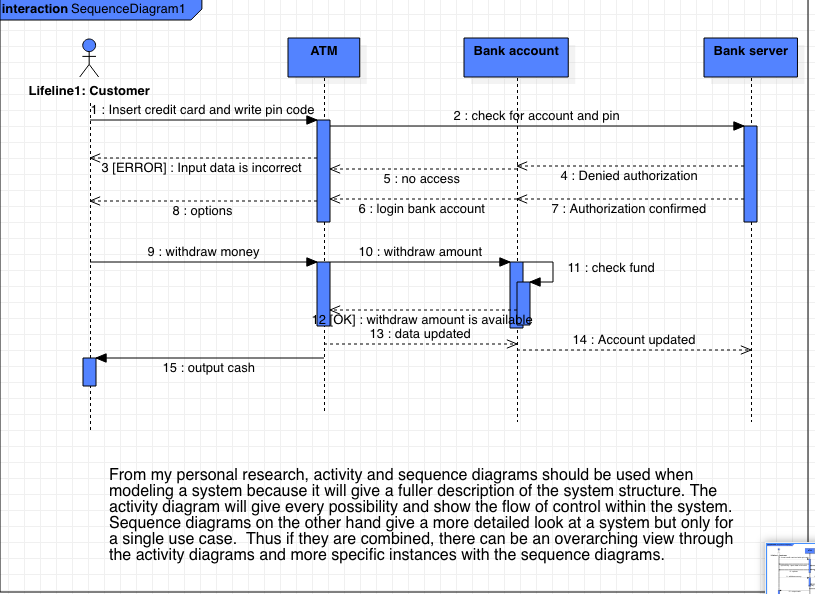 interaction SequenceDiagram1
ATM
Bank account
Bank server
Lifeline1: Customer
1 : Insert credit card and write pin code
2 : check for account and pin
3 [ERROR] : Input data is incorrect
4 : Denied authorization
5 : no access
6 : login bank account
7 : Authorization confirmed
8 : options
9 : withdraw money
10 : withdraw amount
11 : check fund
12 [OK] : withdraw amount is available
13 : data updated
14 : Account updated
15 : output cash
From my personal research, activity and sequence diagrams should be used when
modeling a system because it will give a fuller description of the system structure. The
activity diagram will give every possibility and show the flow of control within the system.
Sequence diagrams on the other hand give a more detailed look at a system but only for
a single use case.  Thus if they are combined, there can be an overarching view through
the activity diagrams and more specific instances with the sequence diagrams.